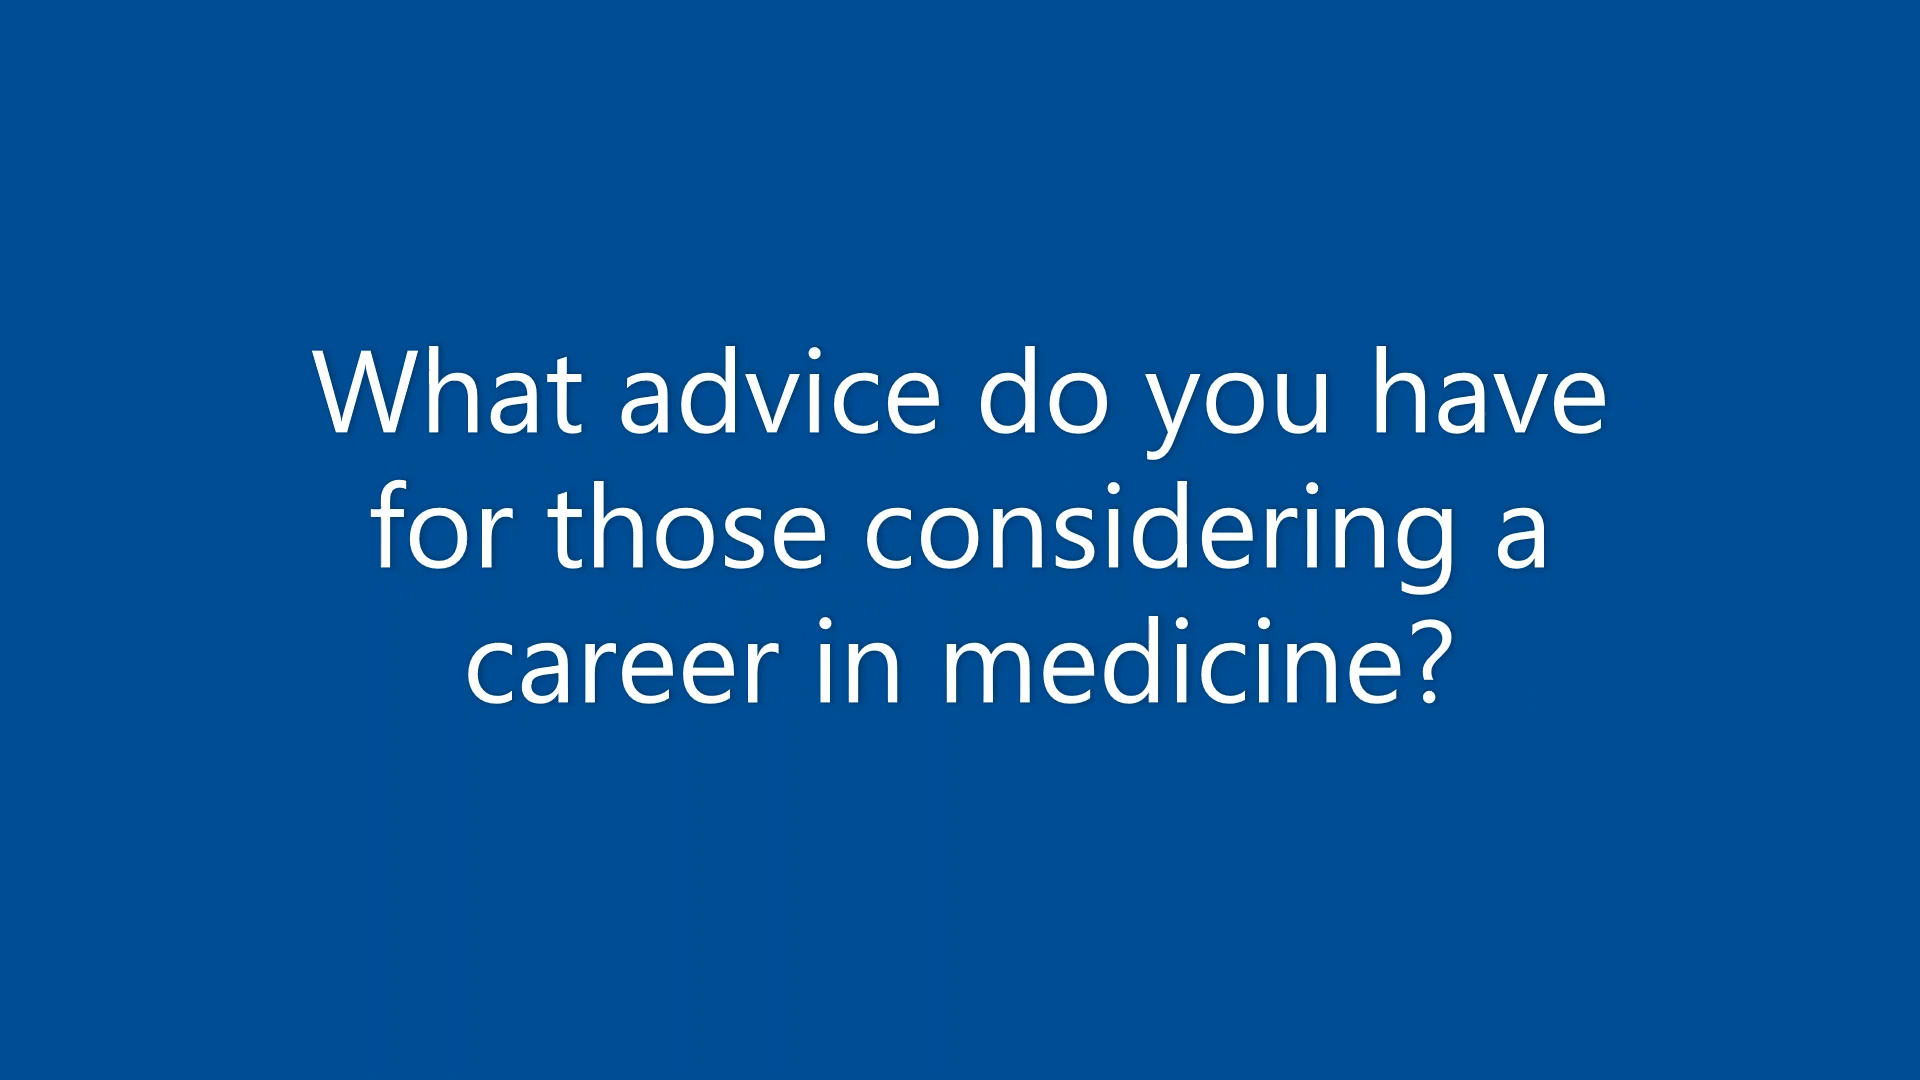 What advice do you have
for those considering a
career in medicine?